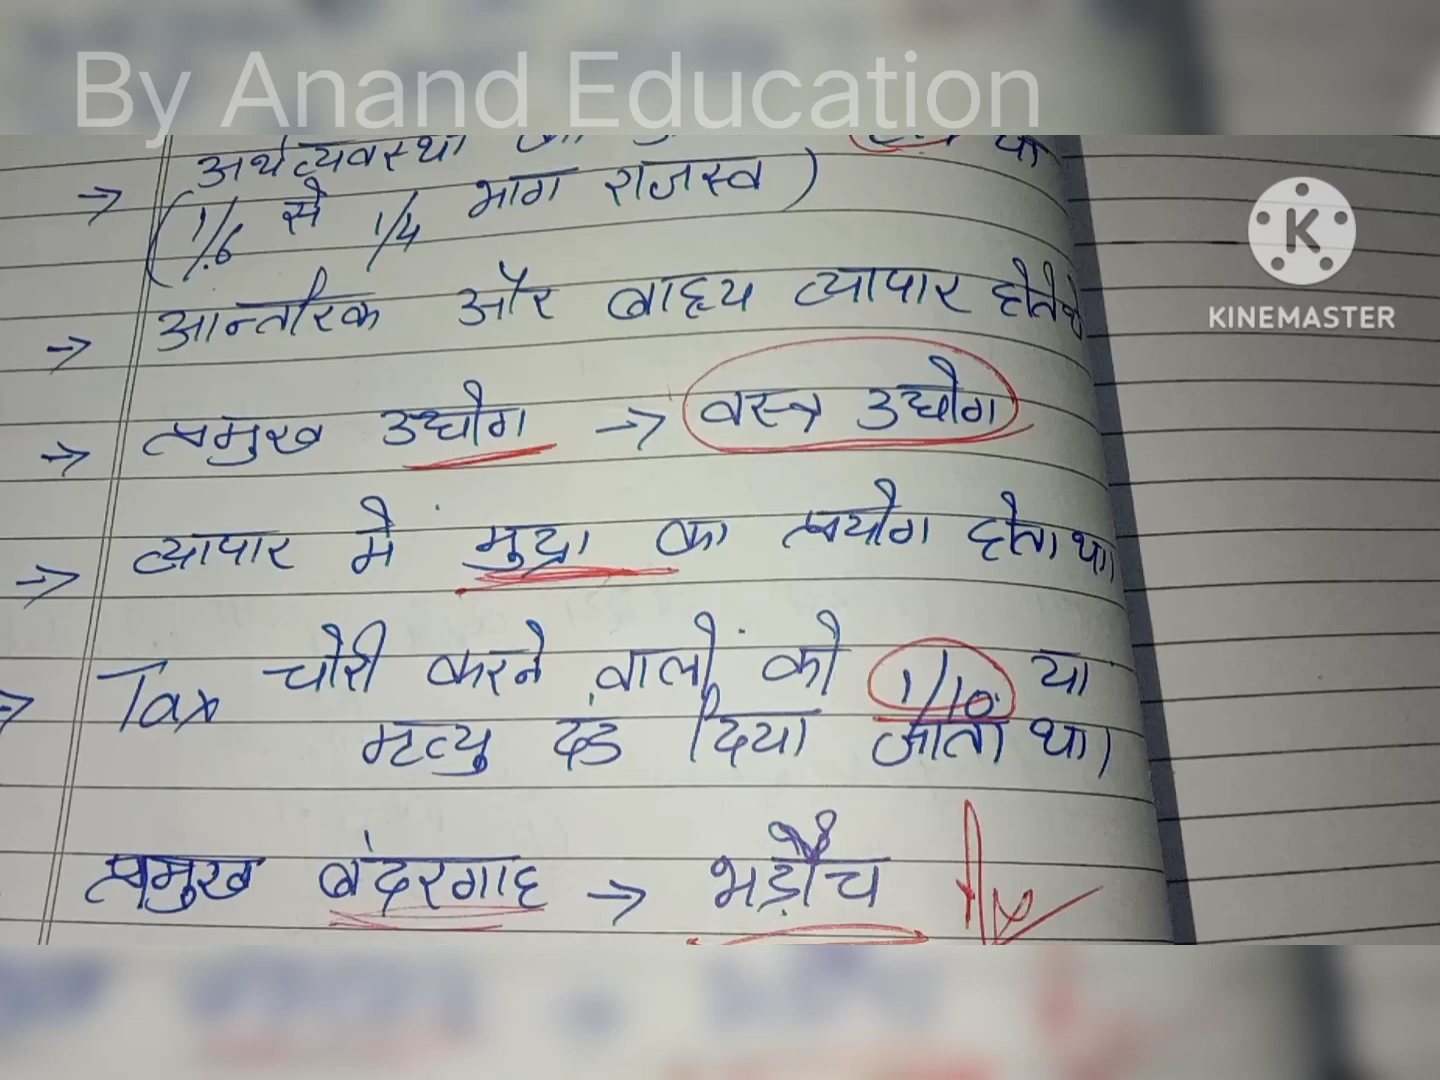 By Anand Education
→ अर्थव्यवस्था
(1/6 से 1/4 भाग राजस्व)
→ आन्तरिक और बाह्य व्यापार होते थे
→ प्रमुख उद्योग → वस्त्र उद्योग
→ व्यापार मे मुद्रा का प्रयोग होता था।
→ Tax चोरी करने वालों को 1/10 या
मृत्यु दंड दिया जाता था।
प्रमुख बंदरगाह → भड़ौच
K
KINEMASTER